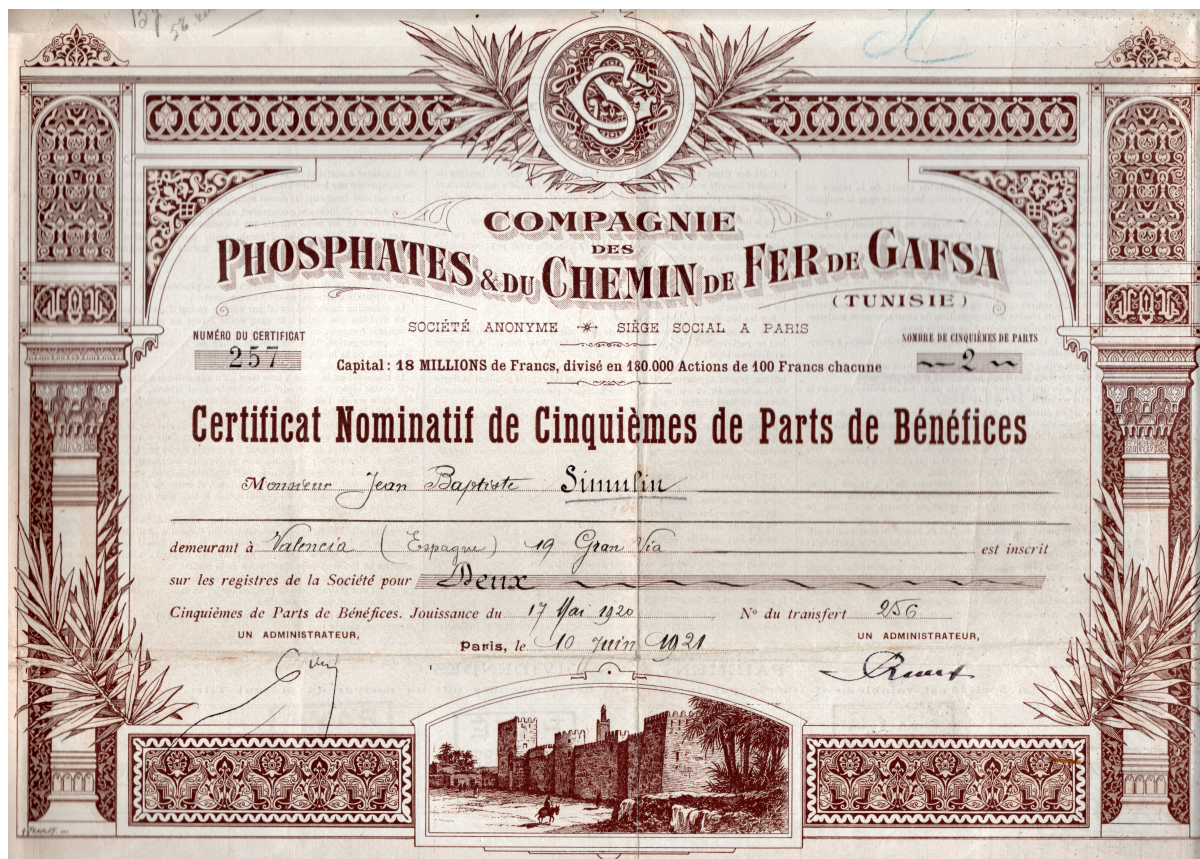 COMPAGNIE
DES
PHOSPHATES & DU CHEMIN DE FER DE GAFSA
(TUNISIE)
SOCIÉTÉ ANONYME * SIÈGE SOCIAL A PARIS
NUMÉRO DU CERTIFICAT
257
NOMBRE DE CINQUIÈMES DE PARTS
2
Capital : 18 MILLIONS de Francs, divisé en 180.000 Actions de 100 Francs chacune
Certificat Nominatif de Cinquièmes de Parts de Bénéfices
Monsieur Jean Baptiste Simulin
demeurant à Valencia (Espagne) 19 Gran Via est inscrit
sur les registres de la Société pour Deux
Cinquièmes de Parts de Bénéfices. Jouissance du 17 Mai 1920 No du transfert 256
UN ADMINISTRATEUR,
Paris, le 10 Juin 1921
UN ADMINISTRATEUR,